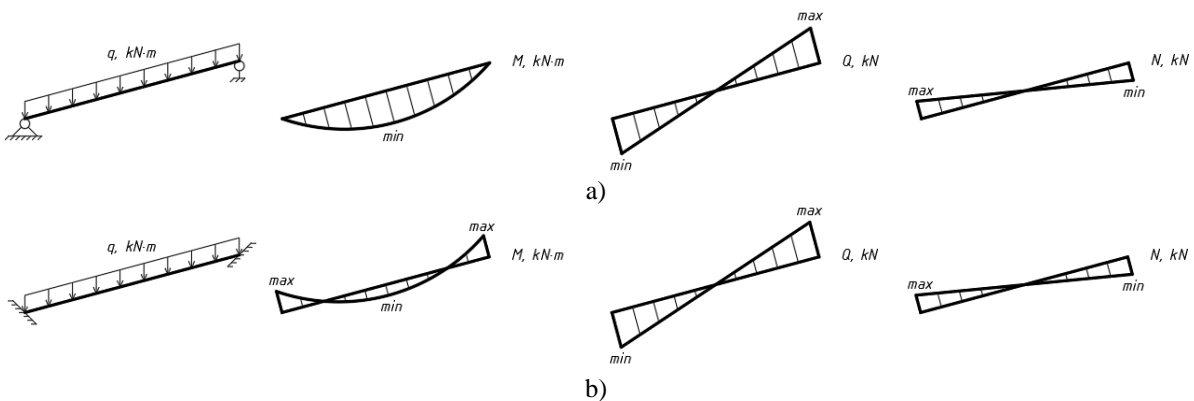 q, kN·m
M, kN·m
min
max
Q, kN
min
max
N, kN
min
a)
q, kN·m
max
M, kN·m
min
max
max
Q, kN
min
max
N, kN
min
b)